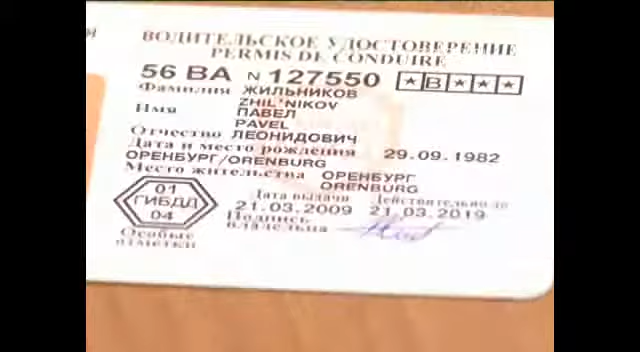 ВОДИТЕЛЬСКОЕ УДОСТОВЕРЕНИЕ
PERMIS DE CONDUIRE
56 ВА N 127550 ★ B ★ ★ ★
Фамилия ЖИЛЬНИКОВ
ZHIL'NIKOV
Имя ПАВЕЛ
PAVEL
Отчество ЛЕОНИДОВИЧ
Дата и место рождения 29.09.1982
ОРЕНБУРГ/ORENBURG
Место жительства ОРЕНБУРГ
ORENBURG
01
ГИБДД
04
Дата выдачи Действительно до
21.03.2009 21.03.2019
Подпись
владельца
Особые
отметки